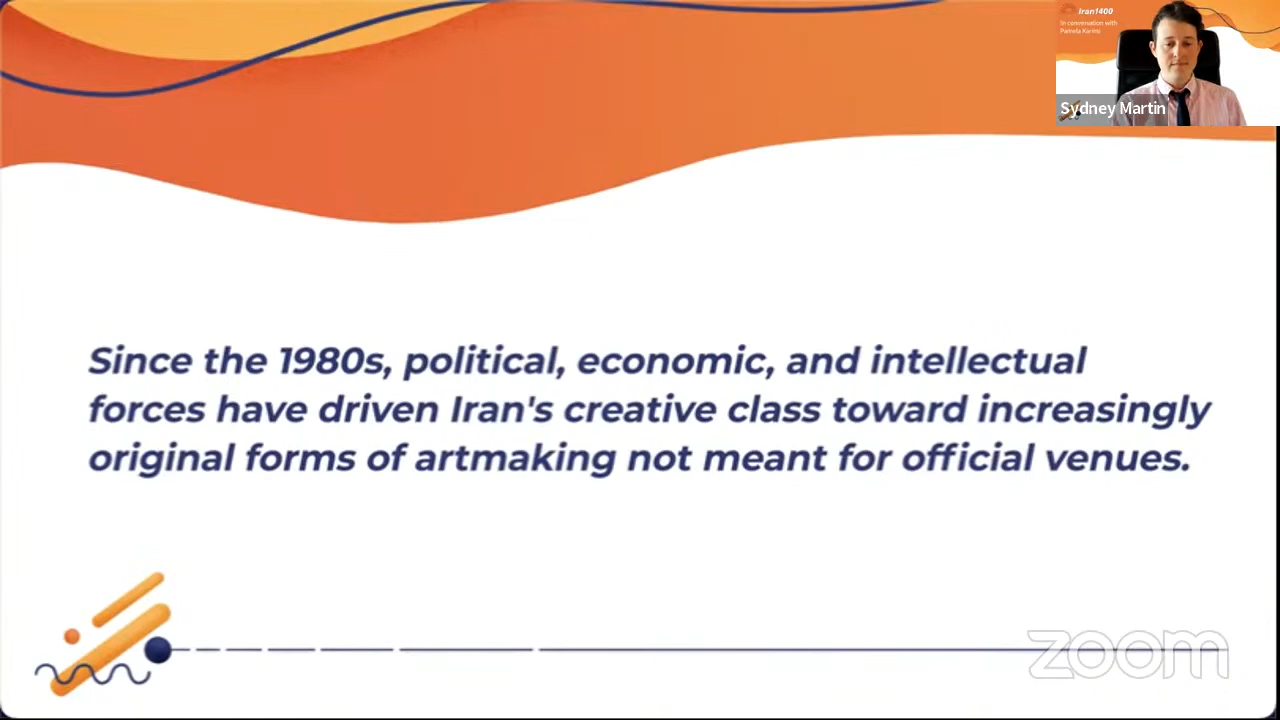 iran1400
In conversation with
Pamela Karimi
Sydney Martin
Since the 1980s, political, economic, and intellectual
forces have driven Iran's creative class toward increasingly
original forms of artmaking not meant for official venues.
zoom